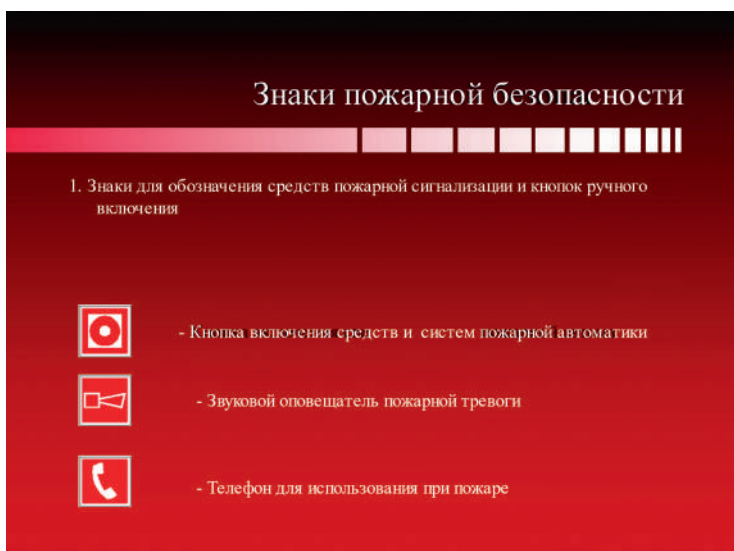 Знаки пожарной безопасности
1. Знаки для обозначения средств пожарной сигнализации и кнопок ручного
включения
- Кнопка включения средств и систем пожарной автоматики
- Звуковой оповещатель пожарной тревоги
- Телефон для использования при пожаре